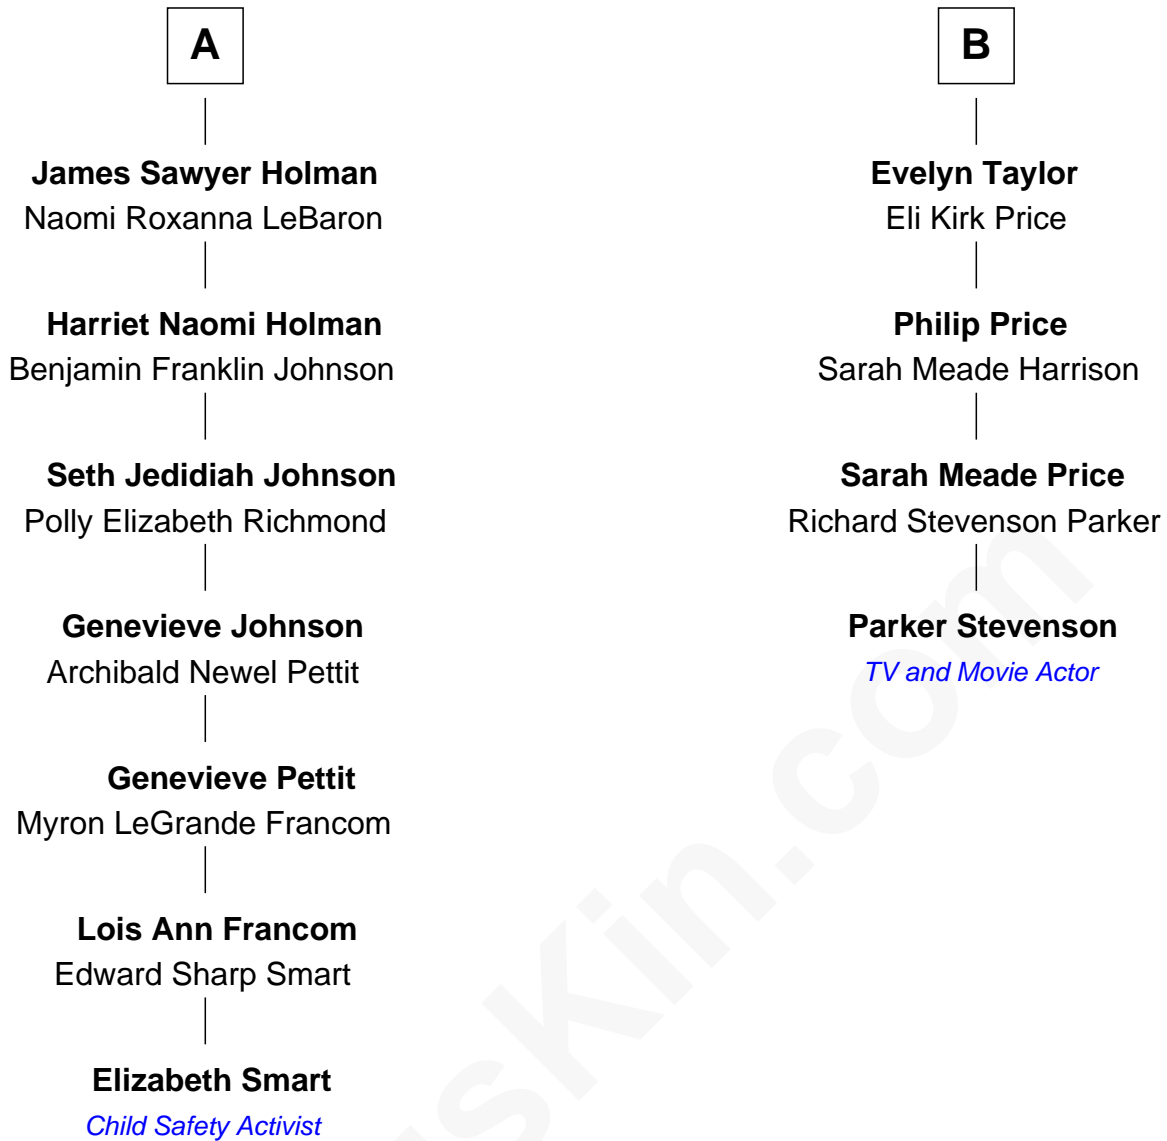 A
James Sawyer Holman
Naomi Roxanna LeBaron
Harriet Naomi Holman
Benjamin Franklin Johnson
Seth Jedidiah Johnson
Polly Elizabeth Richmond
Genevieve Johnson
Archibald Newel Pettit
Genevieve Pettit
Myron LeGrande Francom
Lois Ann Francom
Edward Sharp Smart
Elizabeth Smart
Child Safety Activist
B
Evelyn Taylor
Eli Kirk Price
Philip Price
Sarah Meade Harrison
Sarah Meade Price
Richard Stevenson Parker
Parker Stevenson
TV and Movie Actor
sKin.com